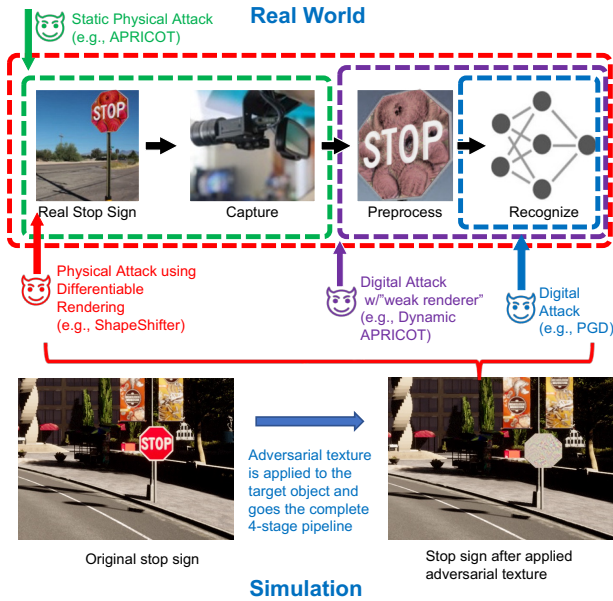 Real World
Static Physical Attack
(e.g., APRICOT)
STOP
STOP
Real Stop Sign
Capture
Preprocess
Recognize
Physical Attack using
Differentiable
Rendering
(e.g., ShapeShifter)
Digital Attack
w/"weak renderer"
(e.g., Dynamic
APRICOT)
Digital
Attack
(e.g., PGD)
STOP
Adversarial texture
is applied to the
target object and
goes the complete
4-stage pipeline
Original stop sign
Stop sign after applied
adversarial texture
Simulation